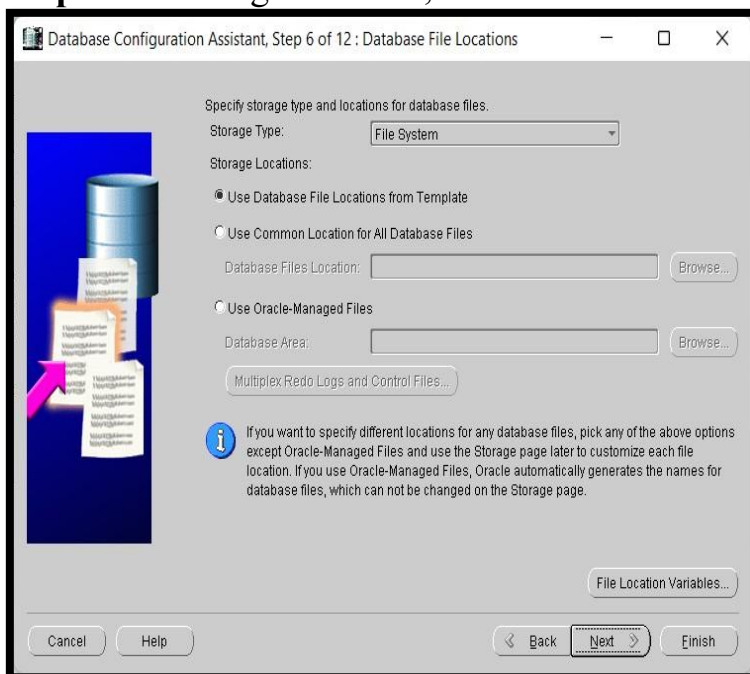 Database Configuration Assistant, Step 6 of 12 : Database File Locations
Specify storage type and locations for database files.
Storage Type: File System
Storage Locations:
Use Database File Locations from Template
Use Common Location for All Database Files
Database Files Location: Browse...
Use Oracle-Managed Files
Database Area: Browse...
Multiplex Redo Logs and Control Files...
If you want to specify different locations for any database files, pick any of the above options
except Oracle-Managed Files and use the Storage page later to customize each file
location. If you use Oracle-Managed Files, Oracle automatically generates the names for
database files, which can not be changed on the Storage page.
File Location Variables...
Cancel Help Back Next Finish